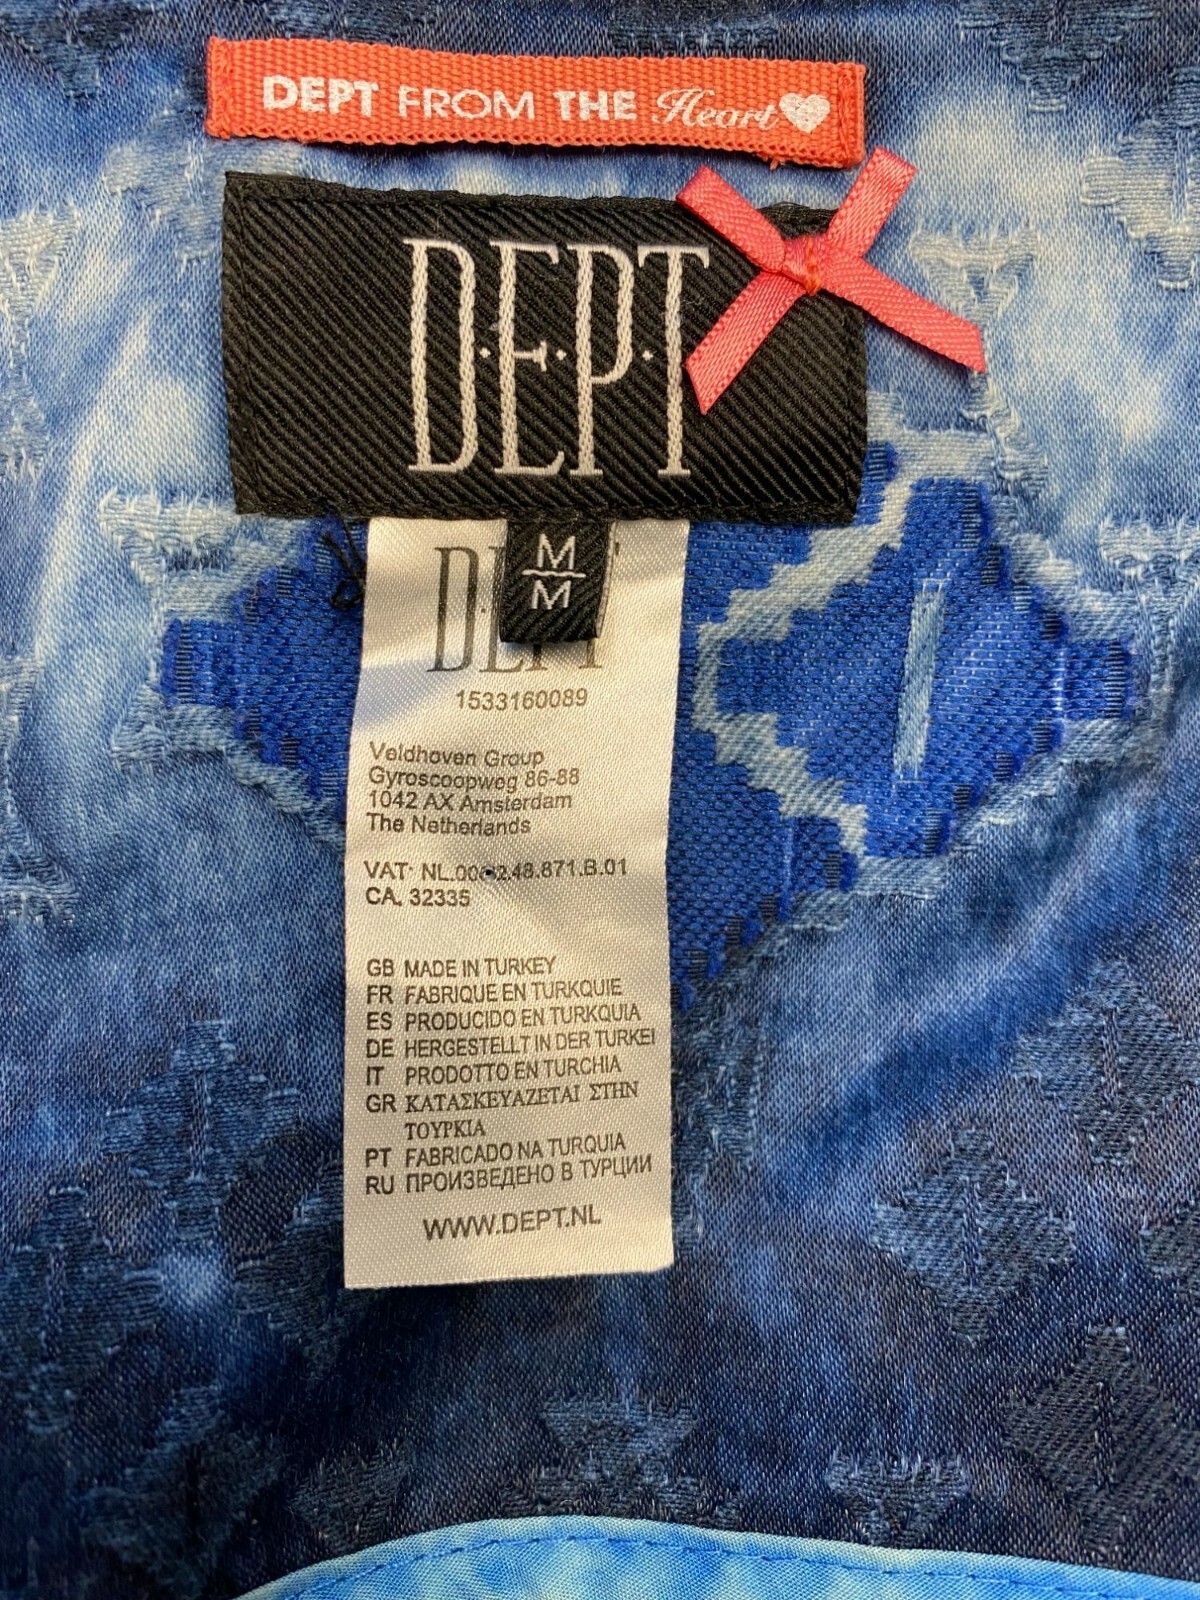 DEPT FROM THE Heart
D.E.P.T
M
M
1533160089
Veldhoven Group
Gyroscoopweg 86-88
1042 AX Amsterdam
The Netherlands
VAT: 
CA. 32335
GB MADE IN TURKEY
FR FABRIQUE EN TURKQUIE
ES PRODUCIDO EN TURKQUIA
DE HERGESTELLT IN DER TURKEI
IT PRODOTTO EN TURCHIA
GR ΚΑΤΑΣΚΕΥΑΖΕΤΑΙ ΣΤΗΝ
ΤΟΥΡΚΙΑ
PT FABRICADO NA TURQUIA
RU ПРОИЗВЕДЕНО В ТУРЦИИ
WWW.DEPT.NL